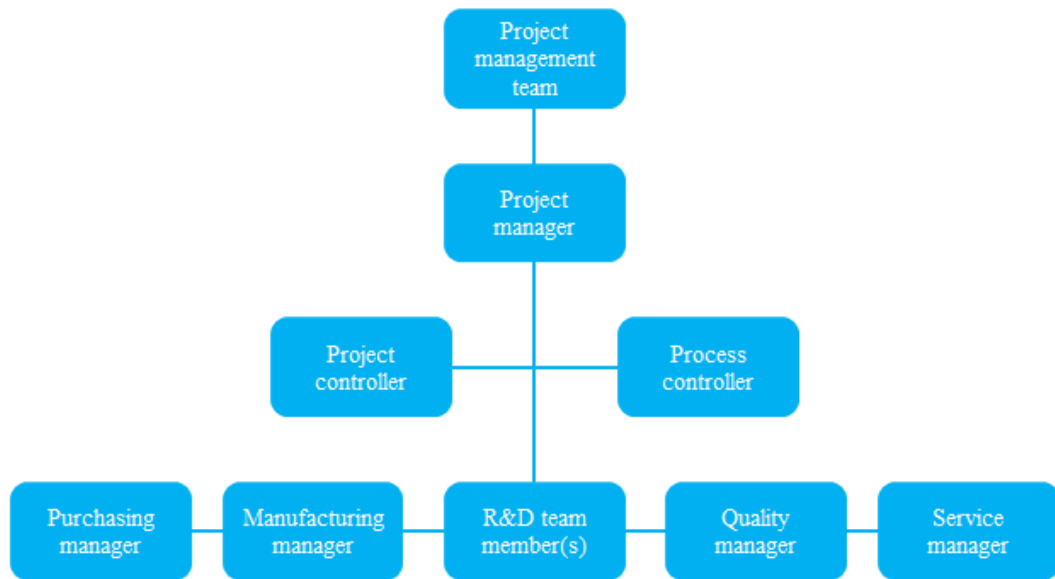 Project
management
team
Project
manager
Project
controller
Process
controller
Purchasing
manager
Manufacturing
manager
R&D team
member(s)
Quality
manager
Service
manager